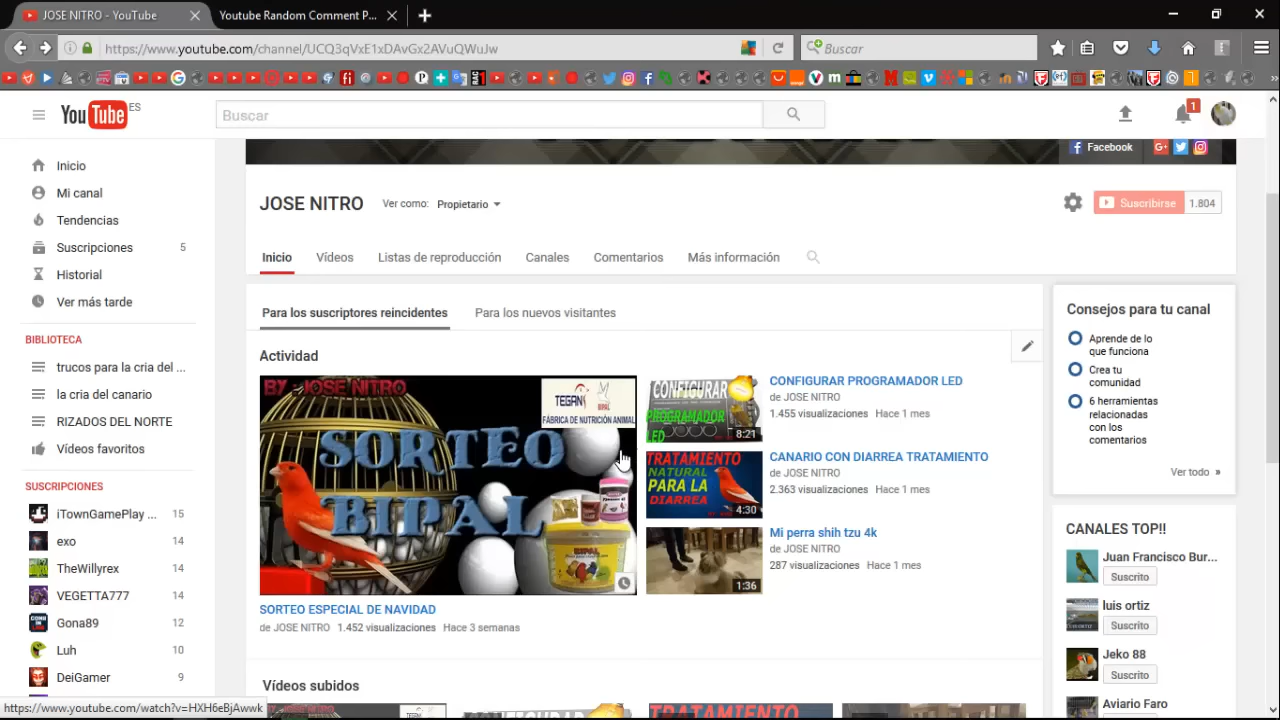 JOSE NITRO - YouTube
Youtube Random Comment P...
https://www.youtube.com/channel/UCQ3qVxE1xDAvGx2AVuQWuJw
Buscar
YouTube ES
Buscar
1
Inicio
Mi canal
Tendencias
Suscripciones 5
Historial
Ver más tarde
BIBLIOTECA
trucos para la cria del ...
la cria del canario
RIZADOS DEL NORTE
Vídeos favoritos
SUSCRIPCIONES
iTownGamePlay ... 15
exo 14
TheWillyrex 14
VEGETTA777 14
Gona89 12
Luh 10
DeiGamer 9
Facebook
JOSE NITRO
Ver como: Propietario
Suscribirse 1.804
Inicio
Vídeos
Listas de reproducción
Canales
Comentarios
Más información
Para los suscriptores reincidentes
Para los nuevos visitantes
Actividad
BY - JOSE NITRO
TEGAN
BIPAL
FÁBRICA DE NUTRICIÓN ANIMAL
SORTEO
BIPAL
SORTEO ESPECIAL DE NAVIDAD
de JOSE NITRO 1.452 visualizaciones Hace 3 semanas
CONFIGURAR
PROGRAMADOR
LED
8:21
CONFIGURAR PROGRAMADOR LED
de JOSE NITRO
1.455 visualizaciones Hace 1 mes
TRATAMIENTO
NATURAL
PARA LA
DIARREA
4:30
CANARIO CON DIARREA TRATAMIENTO
de JOSE NITRO
2.363 visualizaciones Hace 1 mes
1:36
Mi perra shih tzu 4k
de JOSE NITRO
287 visualizaciones Hace 1 mes
Vídeos subidos
Consejos para tu canal
Aprende de lo
que funciona
Crea tu
comunidad
6 herramientas
relacionadas
con los
comentarios
Ver todo »
CANALES TOP!!
Juan Francisco Bur...
Suscrito
luis ortiz
Suscrito
Jeko 88
Suscrito
Aviario Faro
https://www.youtube.com/watch?v=HXH6eBjAwwk